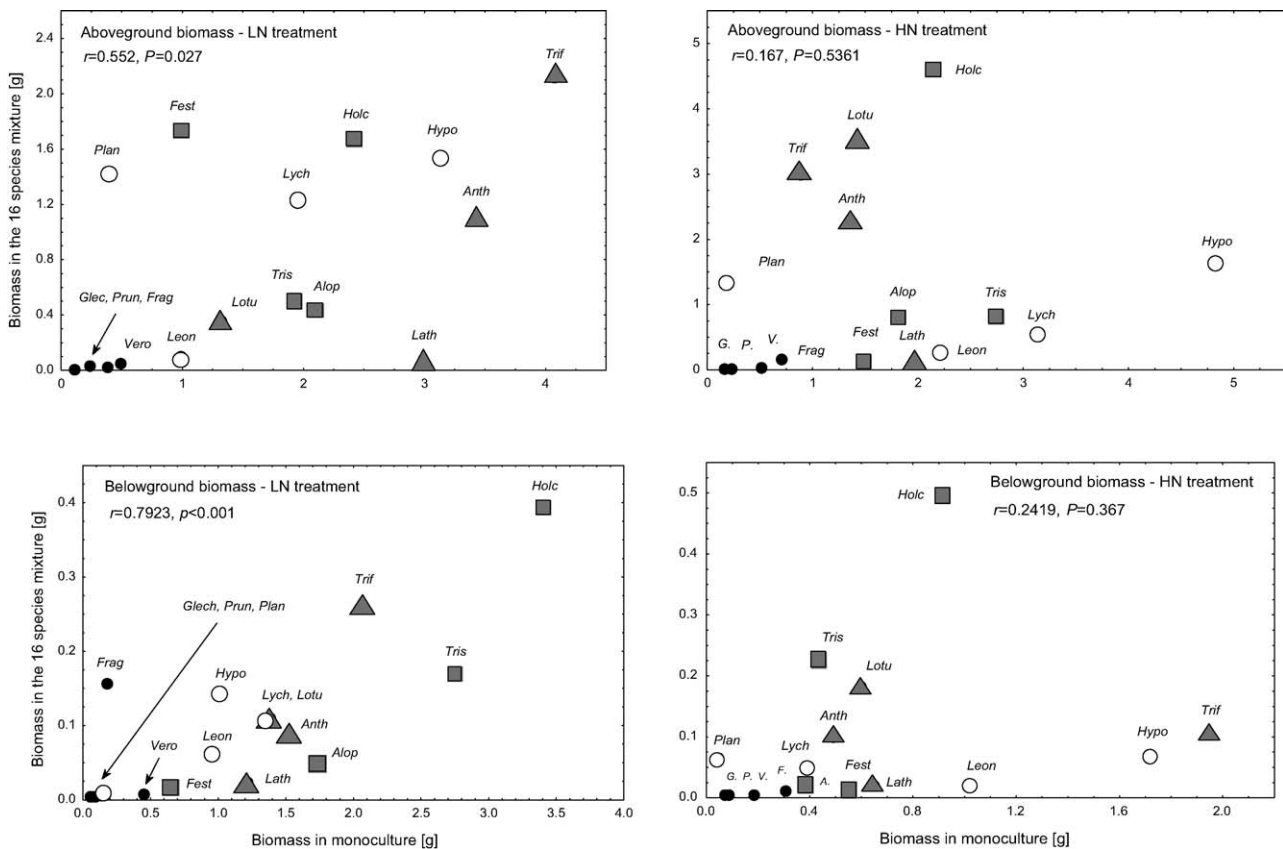 Aboveground biomass - LN treatment
r=0.552, P=0.027
Biomass in the 16 species mixture [g]
2.4
2.0
1.6
1.2
0.8
0.4
0.0
Trif
Fest
Holc
Hypo
Plan
Lych
Anth
Tris
Alop
Glec, Prun, Frag
Lotu
Vero
Leon
Lath
1
2
3
4
Aboveground biomass - HN treatment
r=0.167, P=0.5361
5
4
3
2
1
0
Holc
Lotu
Trif
Anth
Hypo
Plan
Alop
Tris
Lych
G.
P.
V.
Frag
Fest
Lath
Leon
0
1
2
3
4
5
Belowground biomass - LN treatment
r=0.7923, p<0.001
Biomass in the 16 species mixture [g]
0.4
0.3
0.2
0.1
0.0
Holc
Trif
Glech, Prun, Plan
Tris
Frag
Hypo
Lych, Lotu
Anth
Vero
Leon
Alop
Fest
Lath
0.0
0.5
1.0
1.5
2.0
2.5
3.0
3.5
4.0
Biomass in monoculture [g]
Belowground biomass - HN treatment
r=0.2419, P=0.367
0.5
0.4
0.3
0.2
0.1
0.0
Holc
Tris
Lotu
Anth
Trif
Plan
Lych
Hypo
G.
P.
V.
F.
A.
Fest
Lath
Leon
0.0
0.4
0.8
1.2
1.6
2.0
Biomass in monoculture [g]